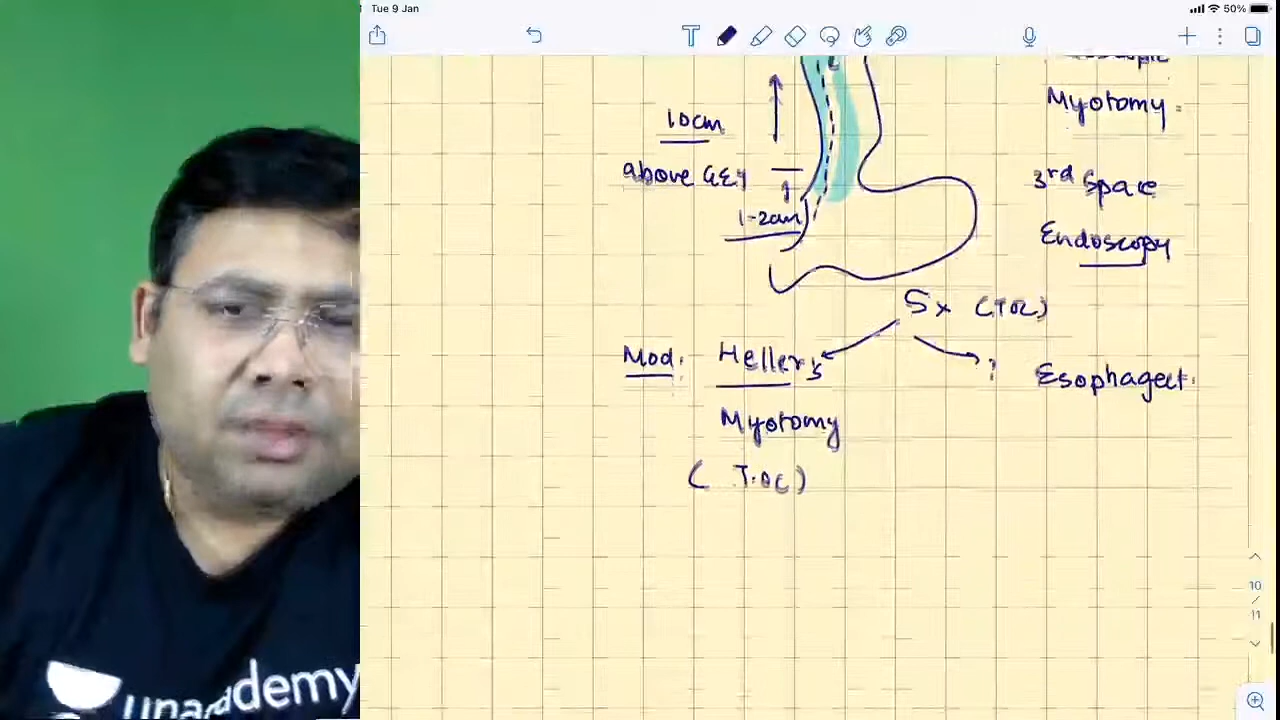 Tue 9 Jan
50%
T
10cm
above GEJ
1-2cm
Myotomy
3rd Space
Endoscopy
Sx (TOC)
Mod: Heller's
Myotomy
(T.OC)
?
Esophagect.
10
/
11
unacademy